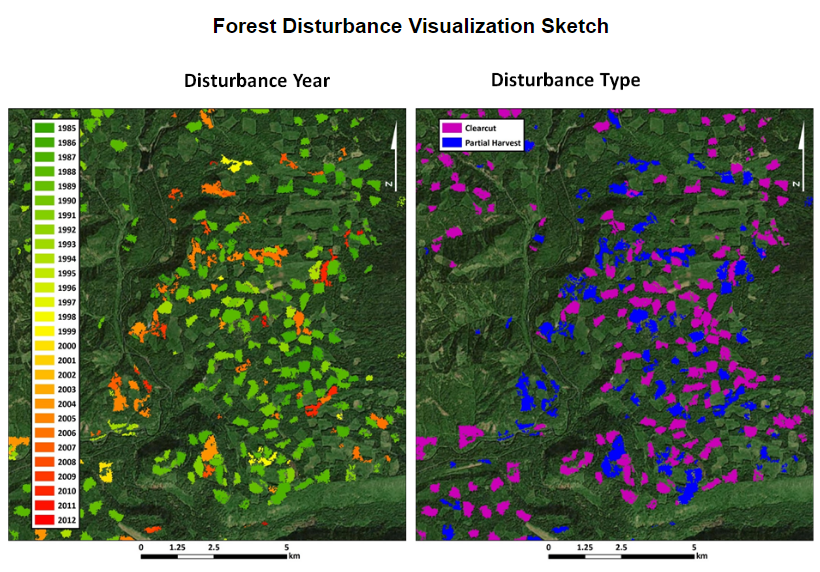 Forest Disturbance Visualization Sketch
Disturbance Year
Disturbance Type
1985
1986
1987
1988
1989
1990
1991
1992
1993
1994
1995
1996
1997
1998
1999
2000
2001
2002
2003
2004
2005
2006
2007
2008
2009
2010
2011
2012
N
0 1.25 2.5 5
km
Clearcut
Partial Harvest
N
0 1.25 2.5 5
km